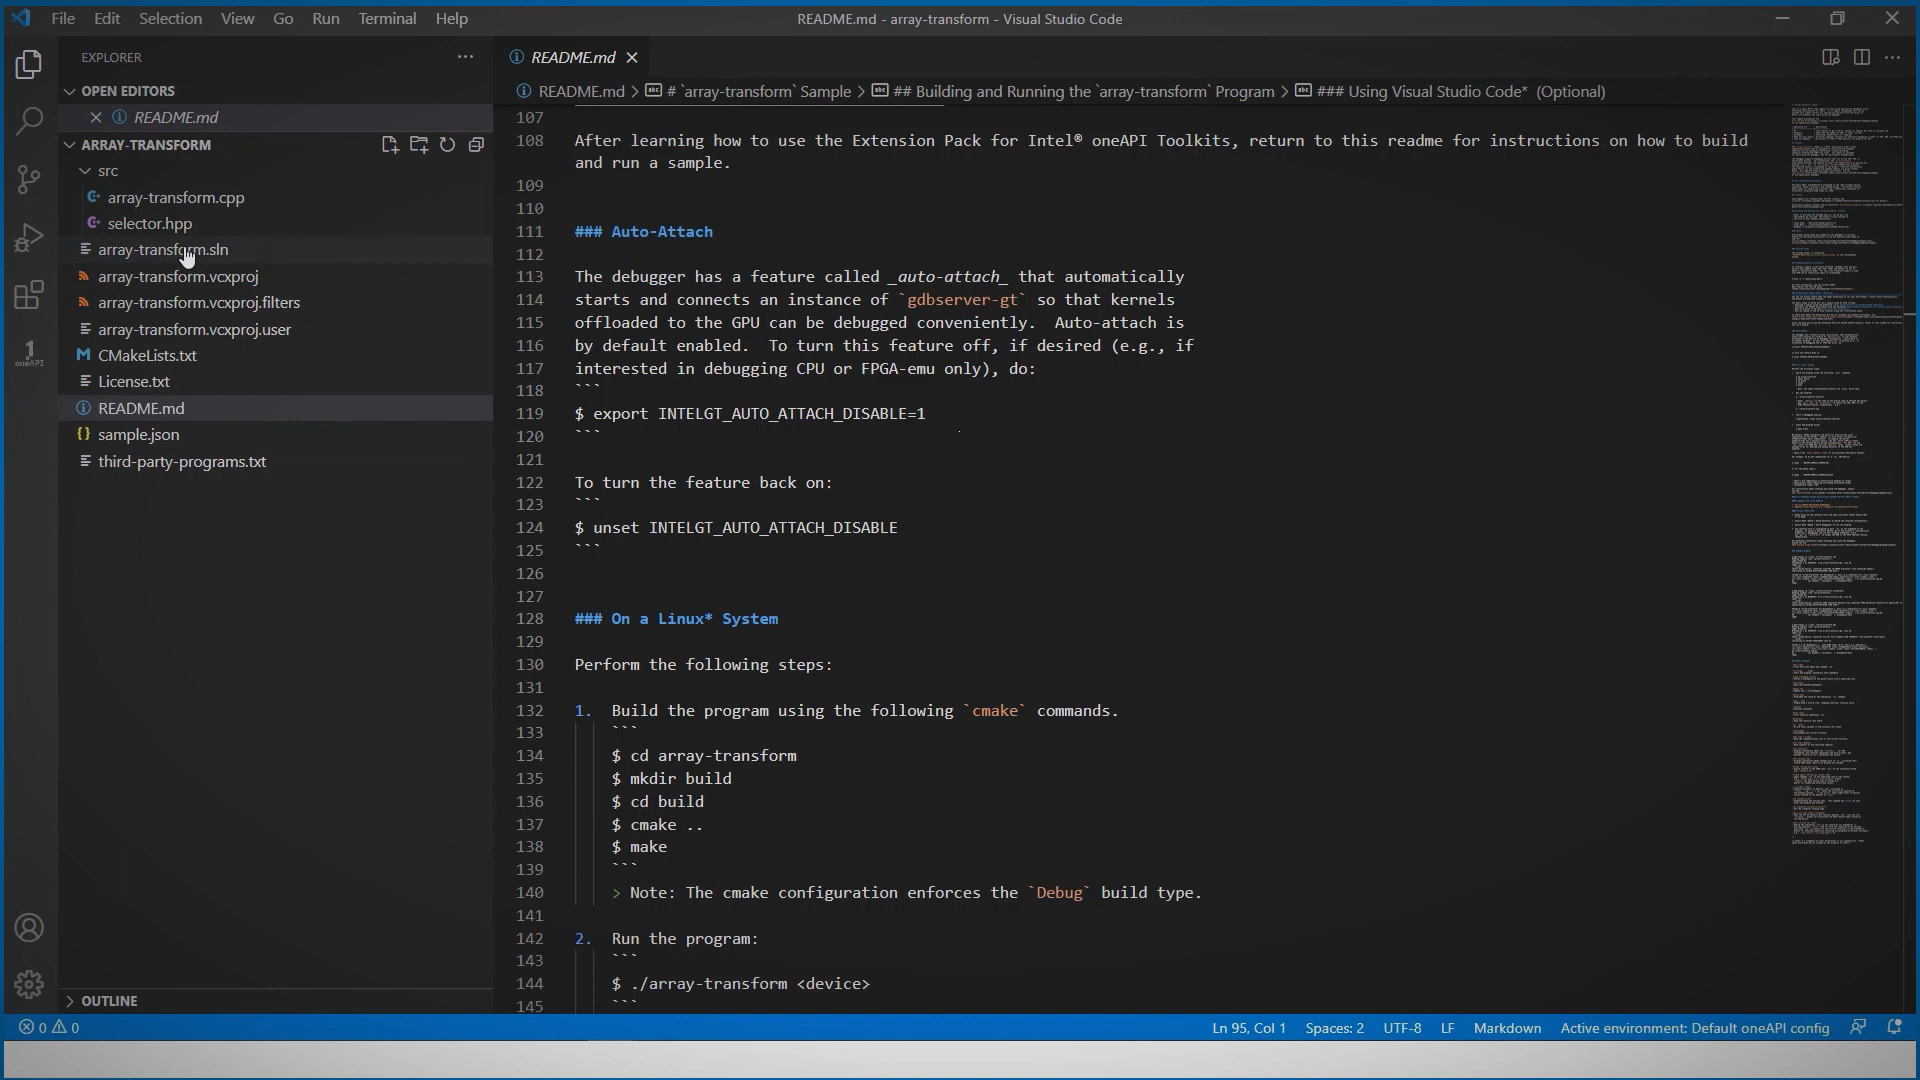 File Edit Selection View Go Run Terminal Help
README.md - array-transform - Visual Studio Code
EXPLORER
OPEN EDITORS
README.md
ARRAY-TRANSFORM
src
array-transform.cpp
selector.hpp
array-transform.sln
array-transform.vcxproj
array-transform.vcxproj.filters
array-transform.vcxproj.user
CMakeLists.txt
License.txt
README.md
sample.json
third-party-programs.txt
OUTLINE
oneAPI
README.md
README.md > # `array-transform` Sample > ## Building and Running the `array-transform` Program > ### Using Visual Studio Code* (Optional)
107
108 After learning how to use the Extension Pack for Intel® oneAPI Toolkits, return to this readme for instructions on how to build
and run a sample.
109
110
111 ### Auto-Attach
112
113 The debugger has a feature called _auto-attach_ that automatically
114 starts and connects an instance of `gdbserver-gt` so that kernels
115 offloaded to the GPU can be debugged conveniently.  Auto-attach is
116 by default enabled.  To turn this feature off, if desired (e.g., if
117 interested in debugging CPU or FPGA-emu only), do:
118 ```
119 $ export INTELGT_AUTO_ATTACH_DISABLE=1
120 ```
121
122 To turn the feature back on:
123 ```
124 $ unset INTELGT_AUTO_ATTACH_DISABLE
125 ```
126
127
128 ### On a Linux* System
129
130 Perform the following steps:
131
132 1.  Build the program using the following `cmake` commands.
133 ```
134 $ cd array-transform
135 $ mkdir build
136 $ cd build
137 $ cmake ..
138 $ make
139 ```
140 > Note: The cmake configuration enforces the `Debug` build type.
141
142 2.  Run the program:
143 ```
144 $ ./array-transform <device>
145 ```
0 0
Ln 95, Col 1 Spaces: 2 UTF-8 LF Markdown Active environment: Default oneAPI config